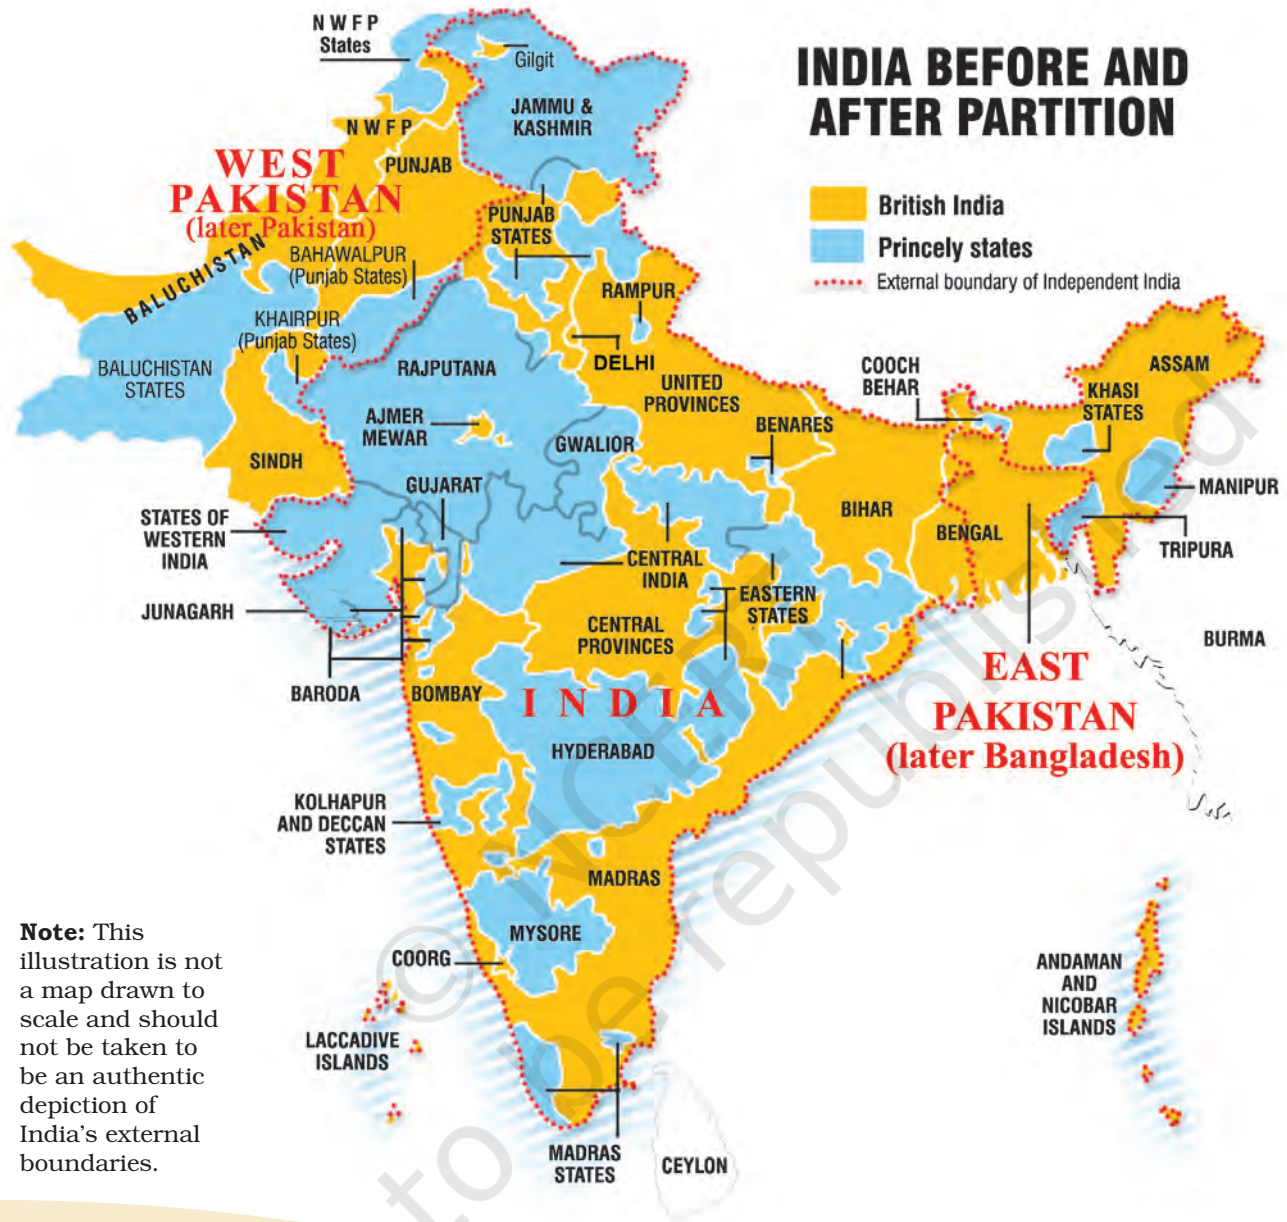 INDIA BEFORE AND
AFTER PARTITION
British India
Princely states
External boundary of Independent India
N W F P
States
Gilgit
JAMMU &
KASHMIR
N W F P
PUNJAB
WEST
PAKISTAN
(later Pakistan)
PUNJAB
STATES
BAHAWALPUR
(Punjab States)
BALUCHISTAN
KHAIRPUR
(Punjab States)
BALUCHISTAN
STATES
RAMPUR
DELHI
RAJPUTANA
UNITED
PROVINCES
COOCH
BEHAR
ASSAM
KHASI
STATES
AJMER
MEWAR
GWALIOR
BENARES
SINDH
GUJARAT
MANIPUR
STATES OF
WESTERN
INDIA
BIHAR
BENGAL
TRIPURA
CENTRAL
INDIA
JUNAGARH
EASTERN
STATES
CENTRAL
PROVINCES
BURMA
BARODA
BOMBAY
INDIA
EAST
PAKISTAN
(later Bangladesh)
HYDERABAD
KOLHAPUR
AND DECCAN
STATES
MADRAS
MYSORE
COORG
Note: This
illustration is not
a map drawn to
scale and should
not be taken to
be an authentic
depiction of
India's external
boundaries.
LACCADIVE
ISLANDS
ANDAMAN
AND
NICOBAR
ISLANDS
MADRAS
STATES
CEYLON
© NCERT
to be republished